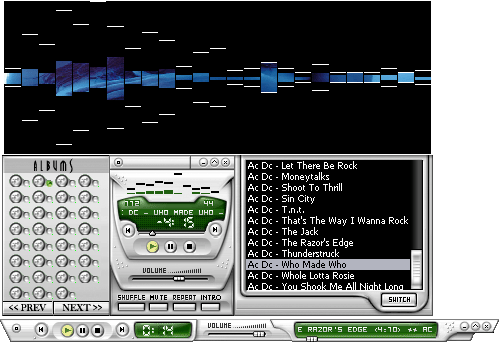 ALBUMS
<< PREV NEXT >>
44
DC - WHO MADE WHO -
-4: 15
VOLUME
SHUFFLE MUTE REPEAT INTRO
Ac Dc - Let There Be Rock
Ac Dc - Moneytalks
Ac Dc - Shoot To Thrill
Ac Dc - Sin City
Ac Dc - T.n.t.
Ac Dc - That's The Way I Wanna Rock
Ac Dc - The Jack
Ac Dc - The Razor's Edge
Ac Dc - Thunderstruck
Ac Dc - Who Made Who
Ac Dc - Whole Lotta Rosie
Ac Dc - You Shook Me All Night Long
SWITCH
0: 14
VOLUME
E RAZOR'S EDGE <4:70> ** AC